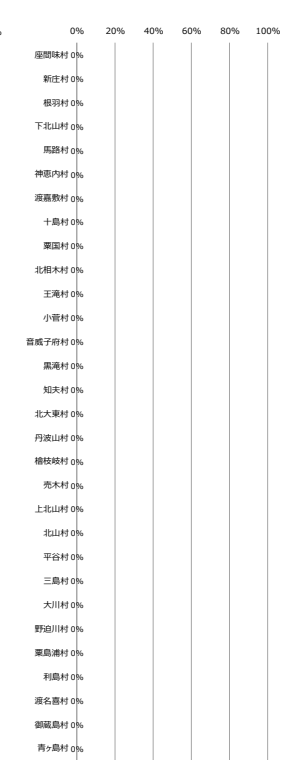 0% 20% 40% 60% 80% 100%
座間味村 0%
新庄村 0%
根羽村 0%
下北山村 0%
馬路村 0%
神恵内村 0%
渡嘉敷村 0%
十島村 0%
粟国村 0%
北相木村 0%
王滝村 0%
小菅村 0%
音威子府村 0%
黒滝村 0%
知夫村 0%
北大東村 0%
丹波山村 0%
檜枝岐村 0%
売木村 0%
上北山村 0%
北山村 0%
平谷村 0%
三島村 0%
大川村 0%
野迫川村 0%
粟島浦村 0%
利島村 0%
渡名喜村 0%
御蔵島村 0%
青ヶ島村 0%